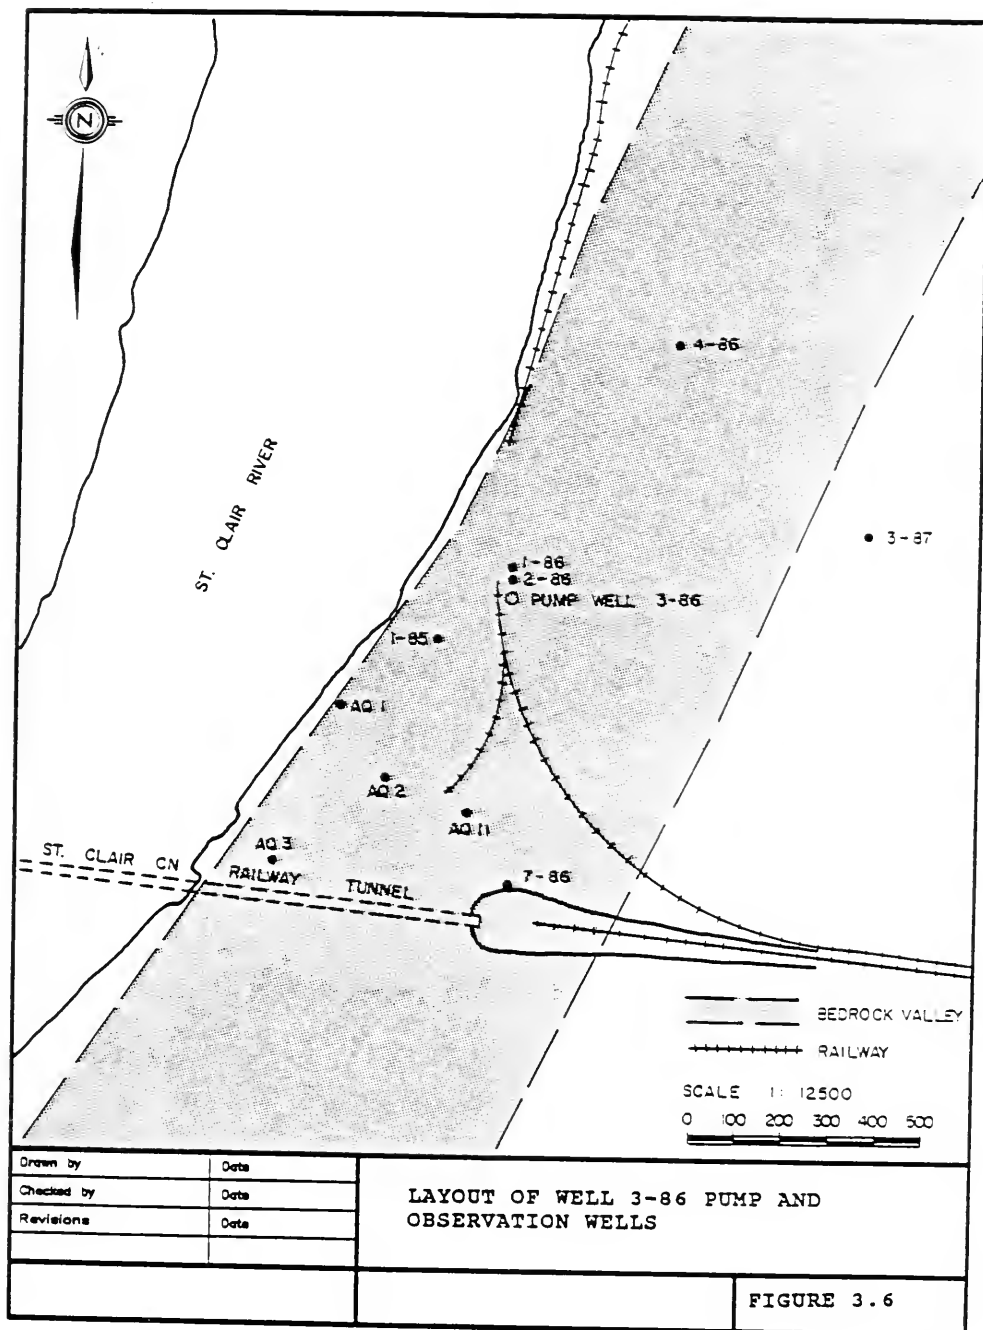 N
4-86
3-87
ST. CLAIR RIVER
1-86
2-86
PUMP WELL 3-86
1-85
AQ 1
AQ 2
AQ 11
AQ 3
ST. CLAIR CN RAILWAY TUNNEL
7-86
BEDROCK VALLEY
RAILWAY
SCALE 1: 12500
0 100 200 300 400 500
Drawn by Date
Checked by Date
Revisions Date
LAYOUT OF WELL 3-86 PUMP AND
OBSERVATION WELLS
FIGURE 3.6